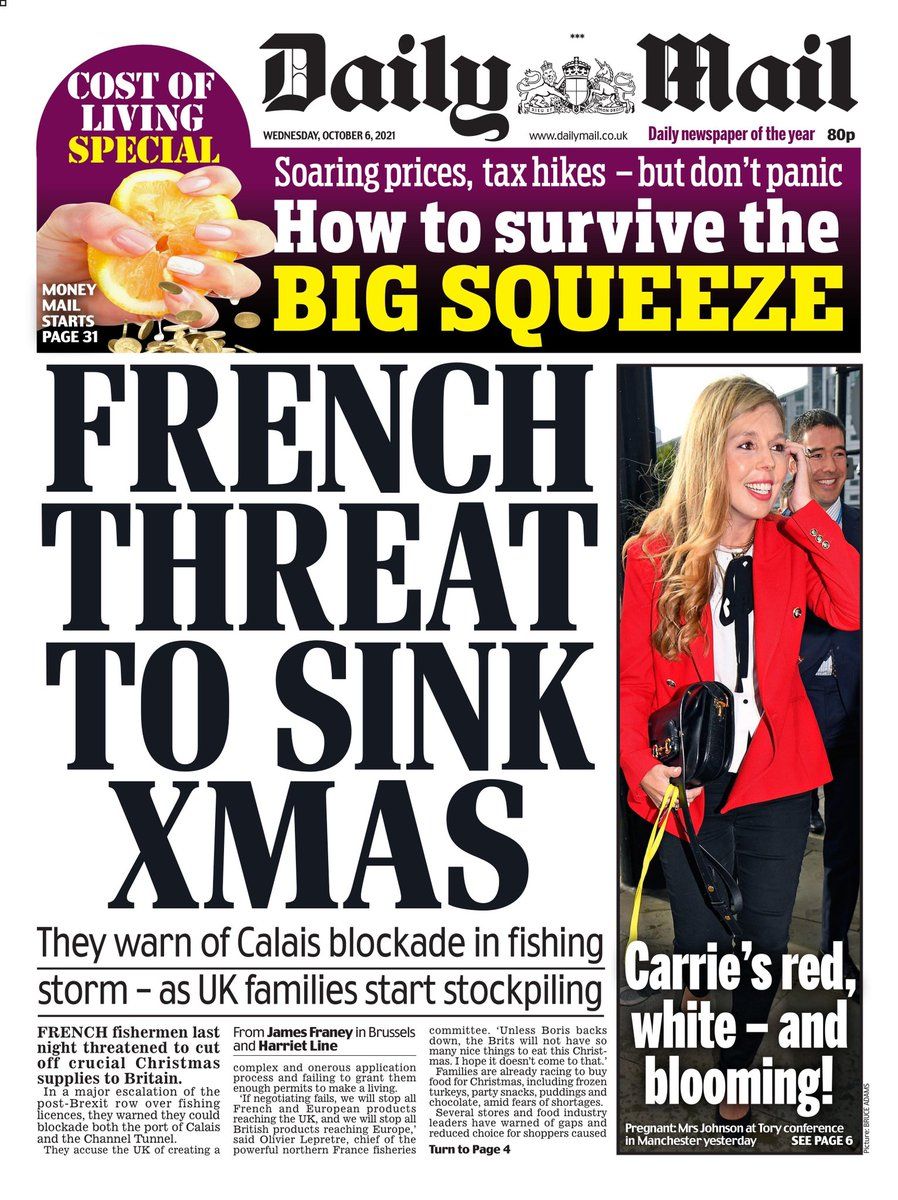 COST OF
LIVING
SPECIAL
MONEY
MAIL
STARTS
PAGE 31
Daily Mail
WEDNESDAY, OCTOBER 6, 2021
www.dailymail.co.uk
Daily newspaper of the year
80p
Soaring prices, tax hikes – but don't panic
How to survive the
BIG SQUEEZE
FRENCH
THREAT
TO SINK
XMAS
They warn of Calais blockade in fishing
storm – as UK families start stockpiling
FRENCH fishermen last
night threatened to cut
off crucial Christmas
supplies to Britain.
In a major escalation of the
post-Brexit row over fishing
licences, they warned they could
blockade both the port of Calais
and the Channel Tunnel.
They accuse the UK of creating a
From James Franey in Brussels
and Harriet Line
complex and onerous application
process and failing to grant them
enough permits to make a living.
'If negotiating fails, we will stop all
French and European products
reaching the UK, and we will stop all
British products reaching Europe,'
said Olivier Lepretre, chief of the
powerful northern France fisheries
committee. 'Unless Boris backs
down, the Brits will not have so
many nice things to eat this Christ-
mas. I hope it doesn't come to that.'
Families are already racing to buy
food for Christmas, including frozen
turkeys, party snacks, puddings and
chocolate, amid fears of shortages.
Several stores and food industry
leaders have warned of gaps and
reduced choice for shoppers caused
Turn to Page 4
Carrie's red,
white – and
blooming!
Pregnant: Mrs Johnson at Tory conference
in Manchester yesterday
SEE PAGE 6
Picture: BRUCE ADAMS